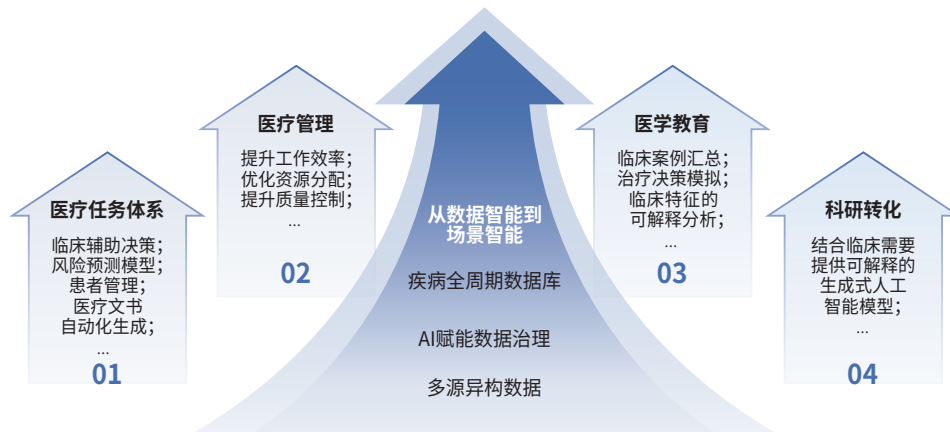 医疗任务体系
临床辅助决策；
风险预测模型；
患者管理；
医疗文书
自动化生成；
...
01
医疗管理
提升工作效率；
优化资源分配；
提升质量控制；
...
02
从数据智能到
场景智能
疾病全周期数据库
AI赋能数据治理
多源异构数据
医学教育
临床案例汇总；
治疗决策模拟；
临床特征的
可解释分析；
...
03
科研转化
结合临床需要
提供可解释的
生成式人工
智能模型；
...
04